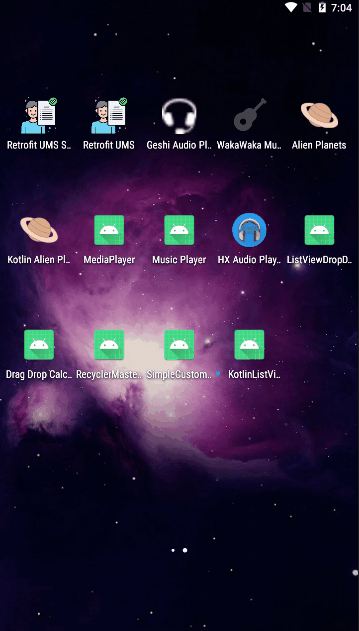 7:04
Retrofit UMS S..
Retrofit UMS
Geshi Audio Pl..
WakaWaka Mu..
Alien Planets
Kotlin Alien Pl..
MediaPlayer
Music Player
HX Audio Play..
ListViewDropD..
Drag Drop Calc..
RecyclerMaste..
SimpleCustom..
KotlinListVi..